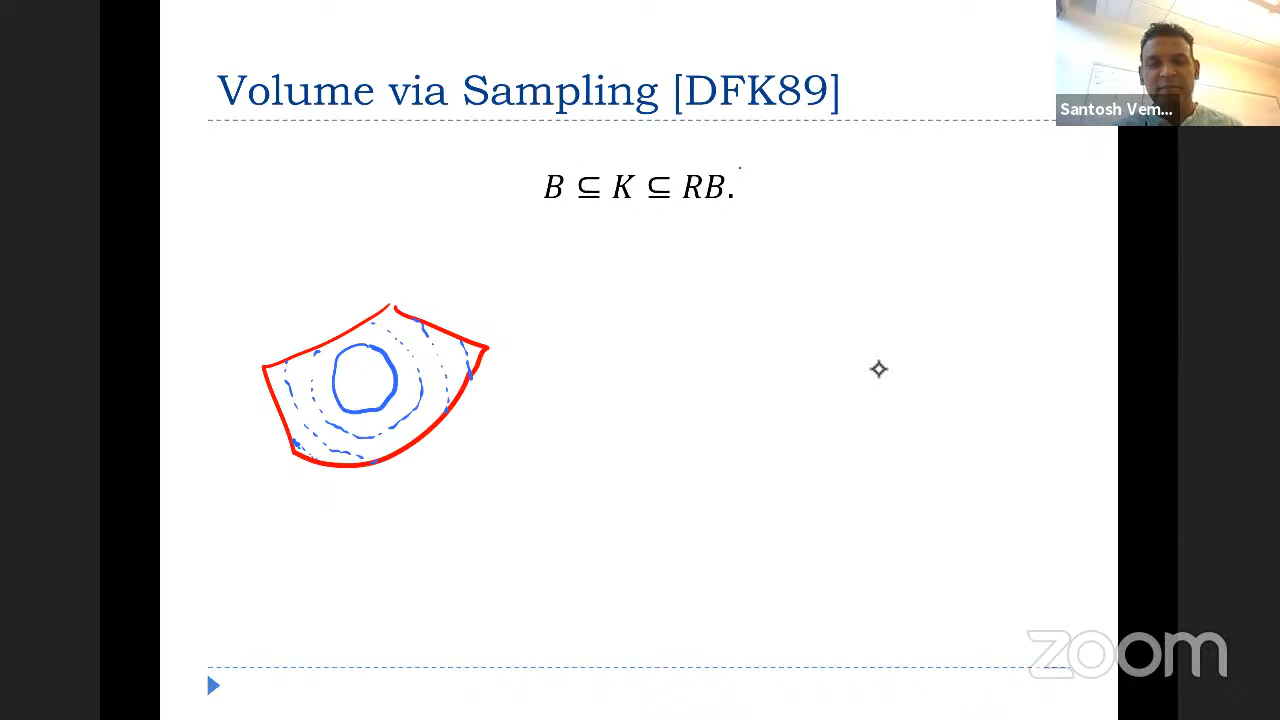 Volume via Sampling [DFK89]
Santosh Vem...
B ⊆ K ⊆ RB.
zoom